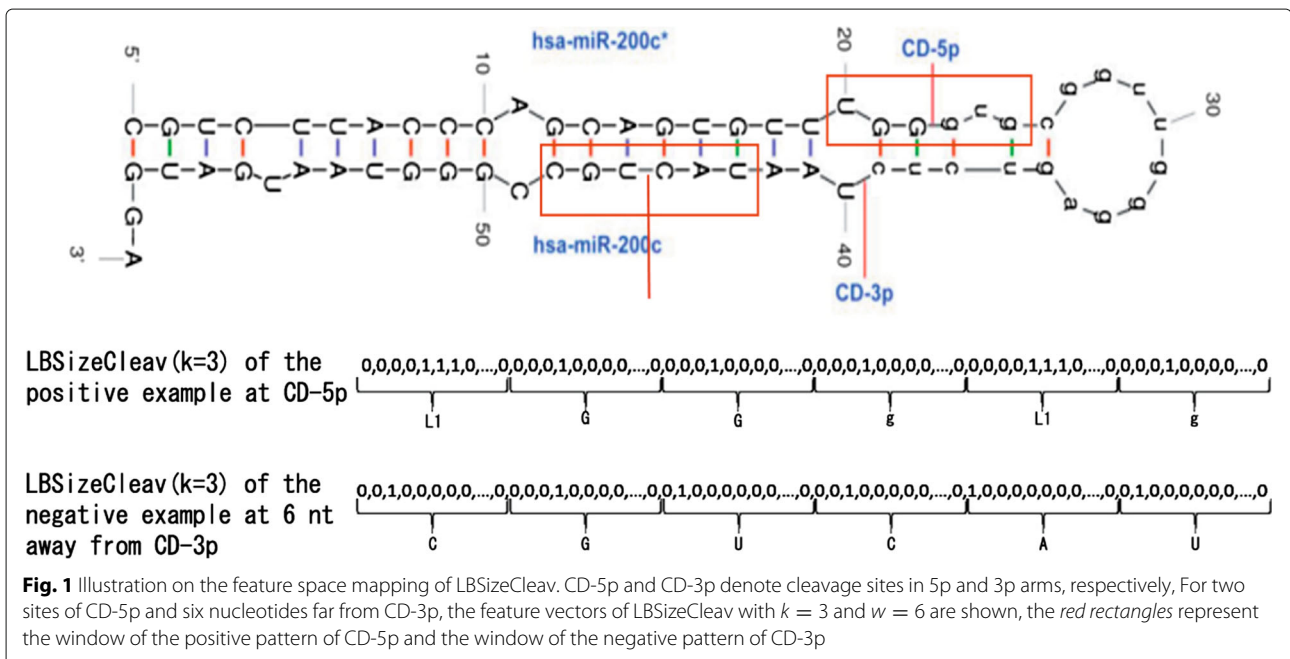 hsa-miR-200c*
CD-5p
5'
10
20
30
A
U
g u g
g g u
C-G-U-C-U-U-A-C-C-C
G-C-A-G-U-G-U-U
G-G
c
u
G U A G
U
A A U G G G
C
C G U C A U A A
U
c u c u g
a g g g u
G
A
3'
50
40
hsa-miR-200c
CD-3p
LBSizeCleav(k=3) of the
positive example at CD-5p
0,0,0,0,1,1,1,0,...,0 0,0,0,1,0,0,0,0,...,0 0,0,0,1,0,0,0,0,...,0 0,0,0,1,0,0,0,0,...,0 0,0,0,0,1,1,1,0,...,0 0,0,0,1,0,0,0,0,...,0
L1 G G g L1 g
LBSizeCleav(k=3) of the
negative example at 6 nt
away from CD-3p
0,0,1,0,0,0,0,0,...,0 0,0,0,1,0,0,0,0,...,0 0,1,0,0,0,0,0,0,...,0 0,0,1,0,0,0,0,0,...,0 1,0,0,0,0,0,0,0,...,0 0,1,0,0,0,0,0,0,...,0
C G U C A U
Fig. 1 Illustration on the feature space mapping of LBSizeCleav. CD-5p and CD-3p denote cleavage sites in 5p and 3p arms, respectively, For two
sites of CD-5p and six nucleotides far from CD-3p, the feature vectors of LBSizeCleav with k = 3 and w = 6 are shown, the red rectangles represent
the window of the positive pattern of CD-5p and the window of the negative pattern of CD-3p